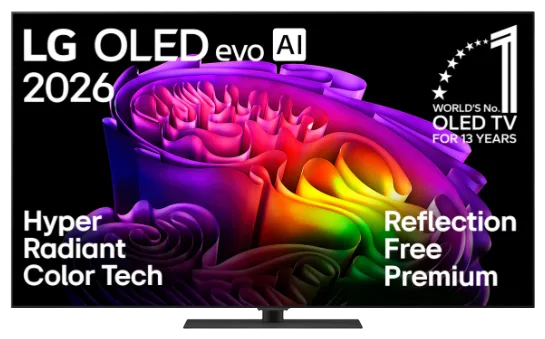 LG OLED evo AI
2026
1
WORLD'S No.
OLED TV
FOR 13 YEARS
Hyper
Radiant
Color Tech
Reflection
Free
Premium